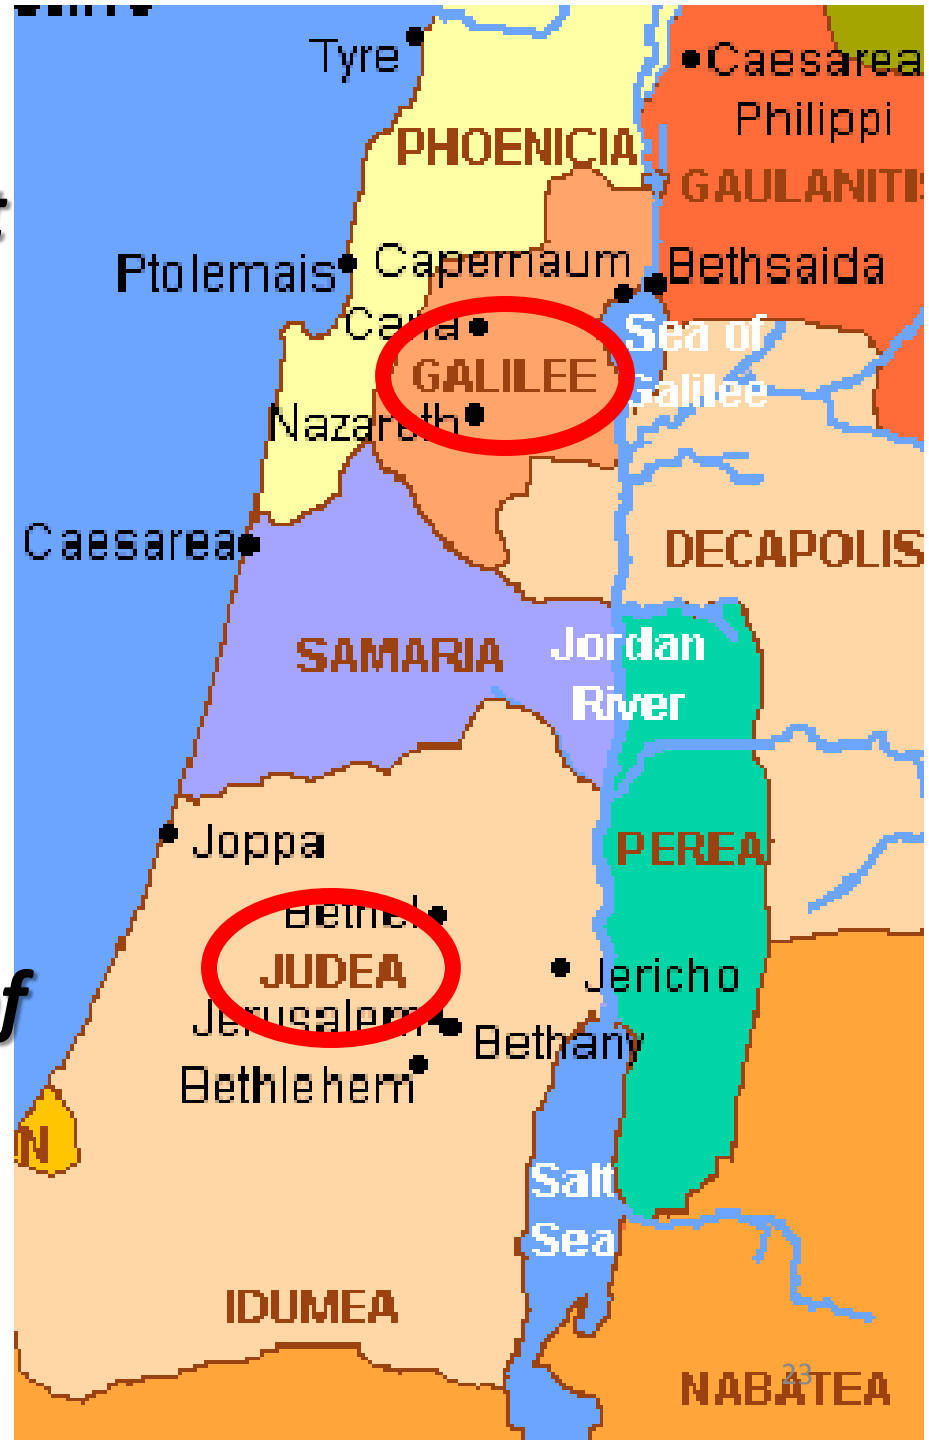 Tyre
Caesarea
Philippi
PHOENICIA
GAULANITI
Ptolemais
Capernaum
Bethsaida
Cana
Sea of
Galilee
GALILEE
Nazareth
Caesarea
DECAPOLIS
SAMARIA
Jordan
River
Joppa
PEREA
Bethel
JUDEA
Jericho
Jerusalem
Bethany
Bethlehem
N
Salt
Sea
IDUMEA
23
NABATEA